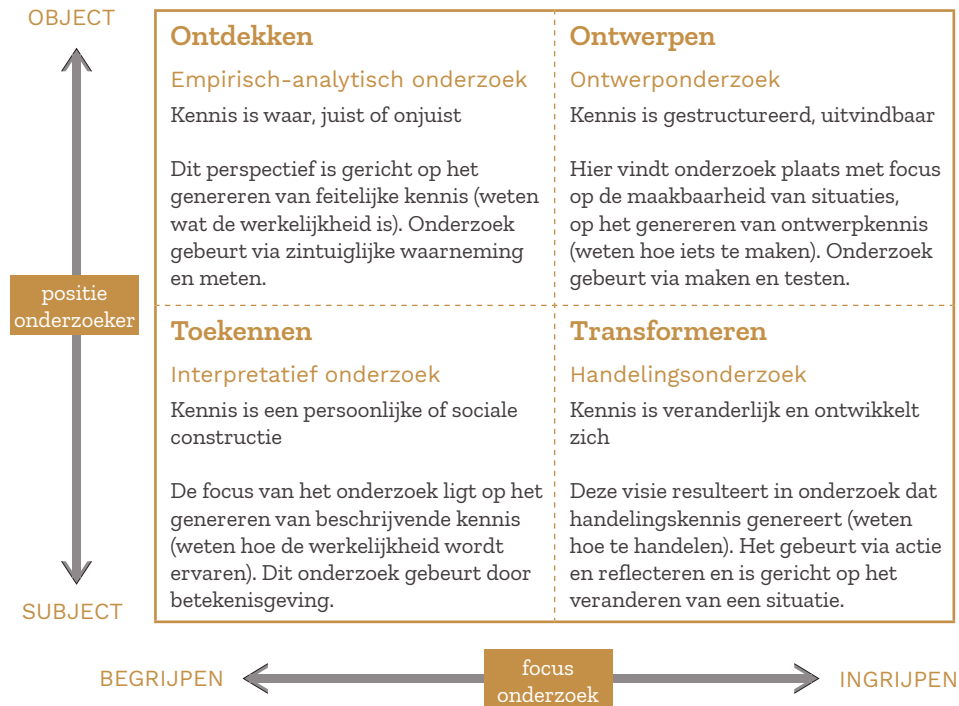 OBJECT
Ontdekken
Empirisch-analytisch onderzoek
Kennis is waar, juist of onjuist
Dit perspectief is gericht op het
genereren van feitelijke kennis (weten
wat de werkelijkheid is). Onderzoek
gebeurt via zintuiglijke waarneming
en meten.
Ontwerpen
Ontwerponderzoek
Kennis is gestructureerd, uitvindbaar
Hier vindt onderzoek plaats met focus
op de maakbaarheid van situaties,
op het genereren van ontwerpkennis
(weten hoe iets te maken). Onderzoek
gebeurt via maken en testen.
positie
onderzoeker
Toekennen
Interpretatief onderzoek
Kennis is een persoonlijke of sociale
constructie
De focus van het onderzoek ligt op het
genereren van beschrijvende kennis
(weten hoe de werkelijkheid wordt
ervaren). Dit onderzoek gebeurt door
betekenisgeving.
Transformeren
Handelingsonderzoek
Kennis is veranderlijk en ontwikkelt
zich
Deze visie resulteert in onderzoek dat
handelingskennis genereert (weten
hoe te handelen). Het gebeurt via actie
en reflecteren en is gericht op het
veranderen van een situatie.
SUBJECT
BEGRIJPEN
focus
onderzoek
INGRIJPEN